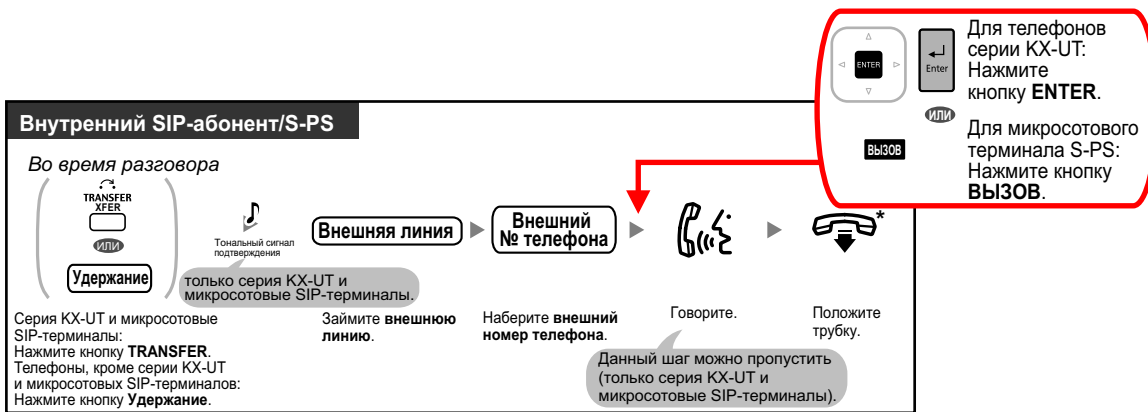 Для телефонов
серии KX-UT:
Нажмите
кнопку ENTER.
ENTER
Enter
ИЛИ
Для микросотового
терминала S-PS:
Нажмите кнопку
ВЫЗОВ.
ВЫЗОВ
Внутренний SIP-абонент/S-PS
Во время разговора
TRANSFER
XFER
ИЛИ
Удержание
Тональный сигнал
подтверждения
только серия KX-UT и
микросотовые SIP-терминалы.
Внешняя линия
Внешний
№ телефона
*
Серия KX-UT и микросотовые
SIP-терминалы:
Нажмите кнопку TRANSFER.
Телефоны, кроме серии KX-UT
и микросотовых SIP-терминалов:
Нажмите кнопку Удержание.
Займите внешнюю
линию.
Наберите внешний
номер телефона.
Говорите.
Данный шаг можно пропустить
(только серия KX-UT и
микросотовые SIP-терминалы).
Положите
трубку.